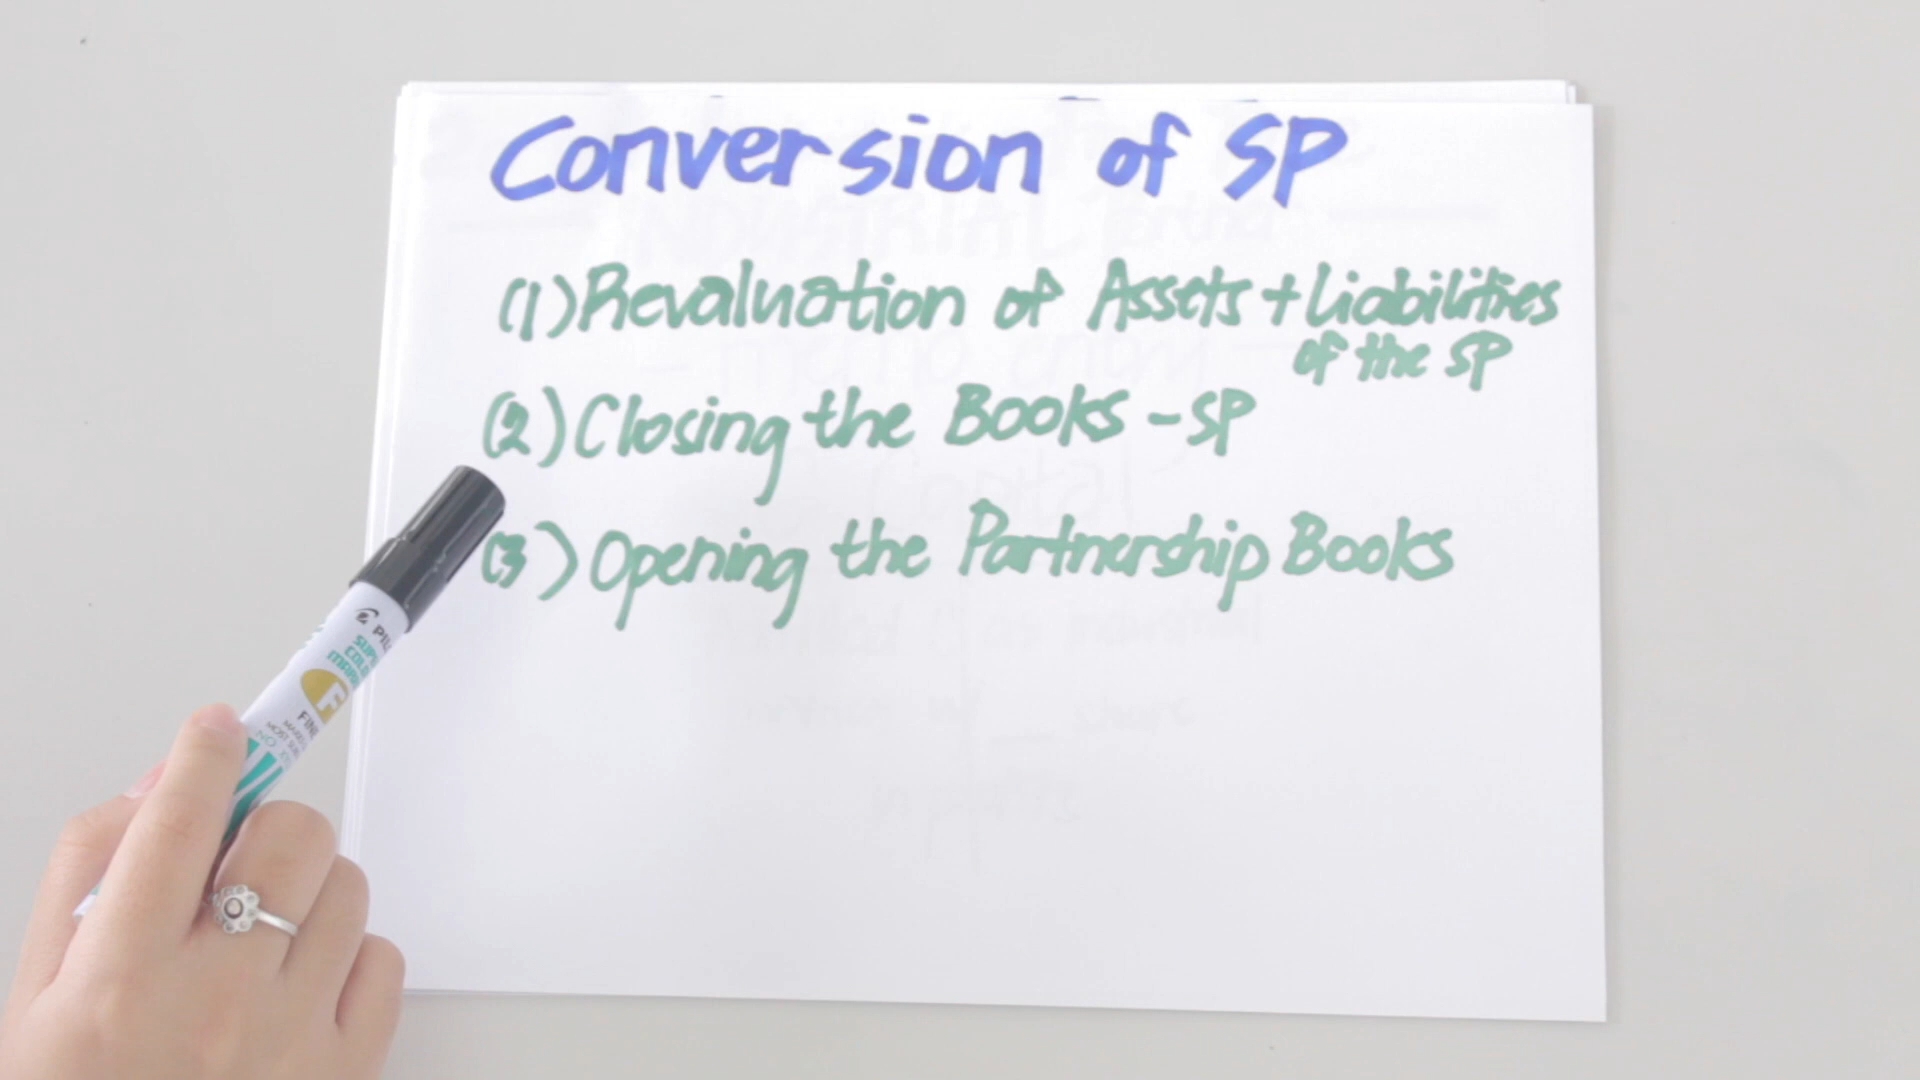 Conversion of SP
(1) Revaluation of Assets + Liabilities
of the SP
(2) Closing the Books - SP
(3) Opening the Partnership Books
F
FINE